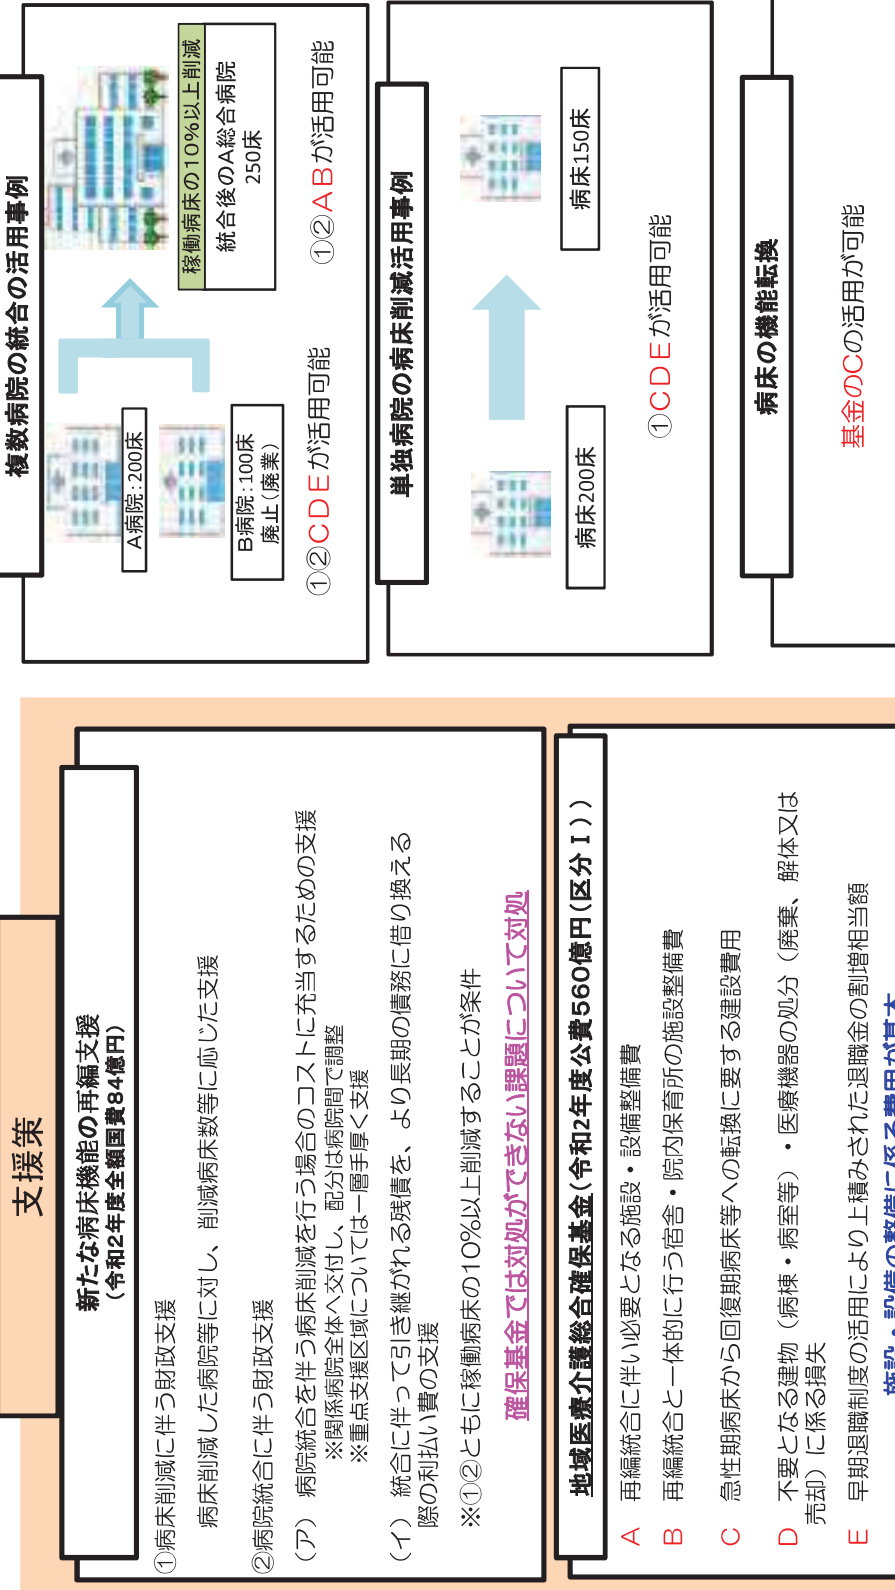 支援策
新たな病床機能の再編支援
（令和2年度全額国費84億円）
①病床削減に伴う財政支援
病床削減した病院等に対し、削減病床数等に応じた支援
②病院統合に伴う財政支援
（ア） 病院統合を伴う病床削減を行う場合のコストに充当するための支援
※関係病院全体へ交付し、配分は病院間で調整
※重点支援区域については一層手厚く支援
（イ） 統合に伴って引き継がれる残債を、より長期の債務に借り換える
際の利払い費の支援
※①②ともに稼働病床の10％以上削減することが条件
確保基金では対処ができない課題について対処
地域医療介護総合確保基金（令和2年度公費560億円（区分Ⅰ））
A 再編統合に伴い必要となる施設・設備整備費
B 再編統合と一体的に行う宿舎・院内保育所の施設整備費
C 急性期病床から回復期病床等への転換に要する建設費用
D 不要となる建物（病棟・病室等）・医療機器の処分（廃棄、解体又は
売却）に係る損失
E 早期退職制度の活用により上積みされた退職金の割増相当額
施設・設備の整備に係る費用が基本
複数病院の統合の活用事例
A病院：200床
B病院：100床
廃止（廃業）
①②CDEが活用可能
稼働病床の10％以上削減
統合後のA総合病院
250床
①②ABが活用可能
単独病院の病床削減活用事例
病床200床
病床150床
①CDEが活用可能
病床の機能転換
基金のCの活用が可能